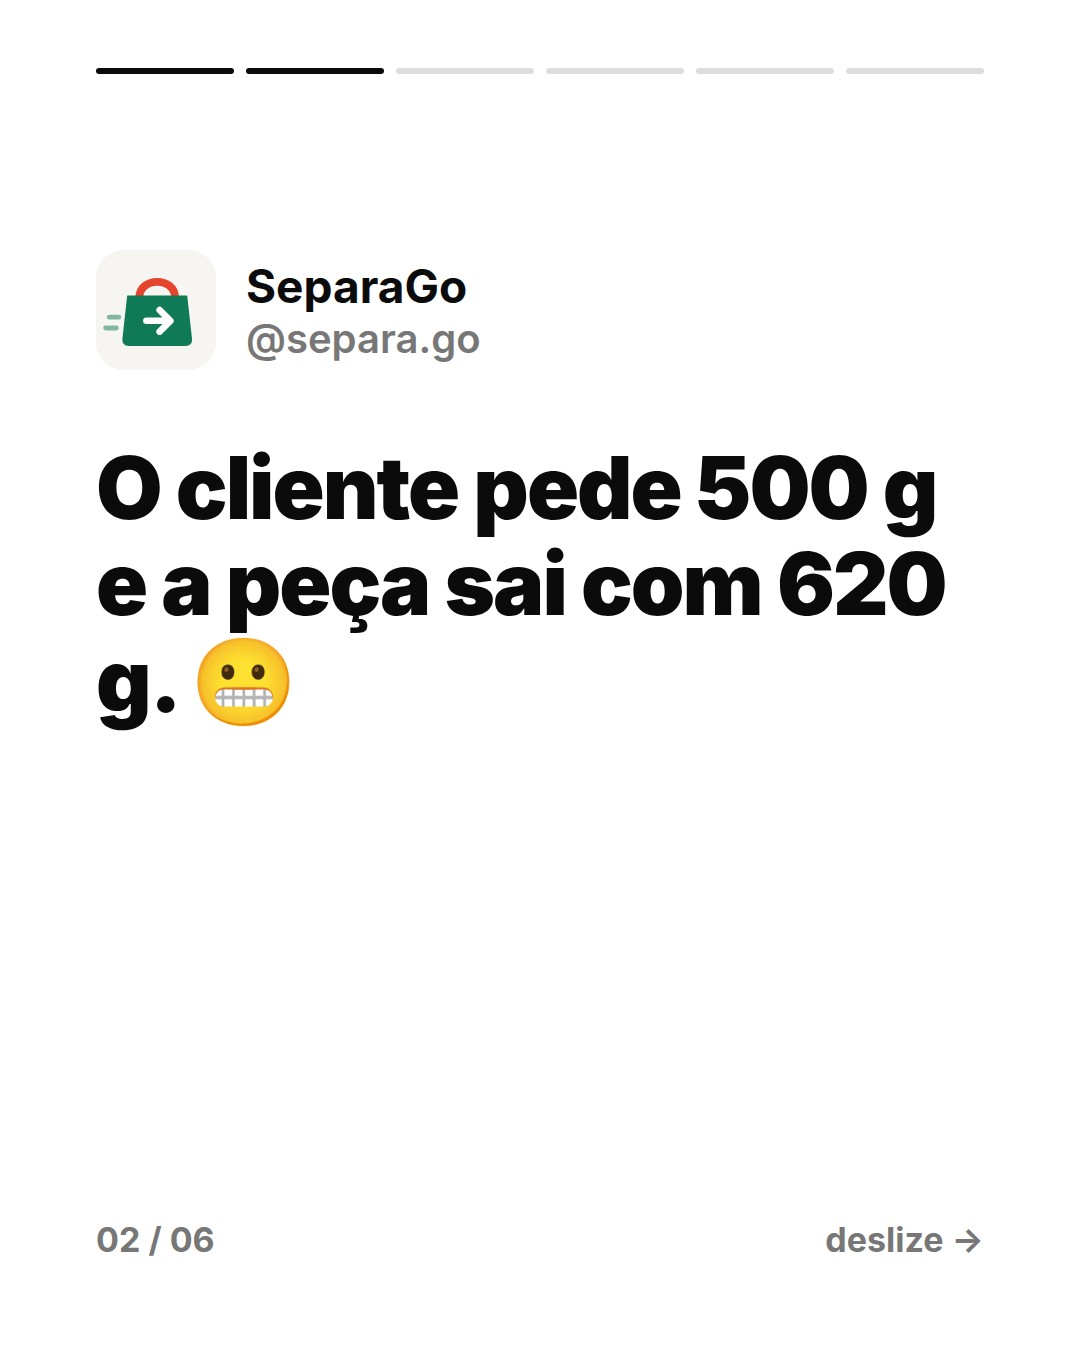 SeparaGo
@separa.go
O cliente pede 500 g
e a peça sai com 620
g. 😬
02 / 06
deslize →